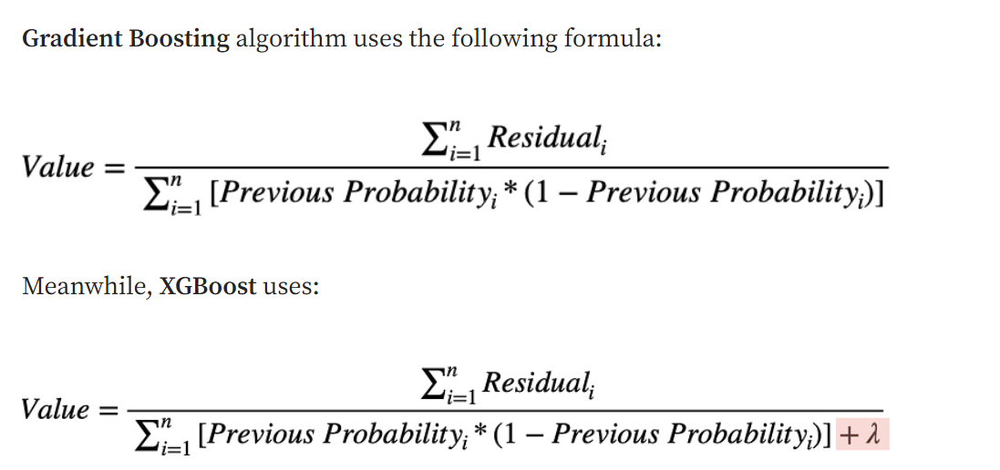 Gradient Boosting algorithm uses the following formula:
Value = \frac{\sum_{i=1}^{n} Residual_i}{\sum_{i=1}^{n} [Previous Probability_i * (1 − Previous Probability_i)]}
Meanwhile, XGBoost uses:
Value = \frac{\sum_{i=1}^{n} Residual_i}{\sum_{i=1}^{n} [Previous Probability_i * (1 − Previous Probability_i)] + λ}